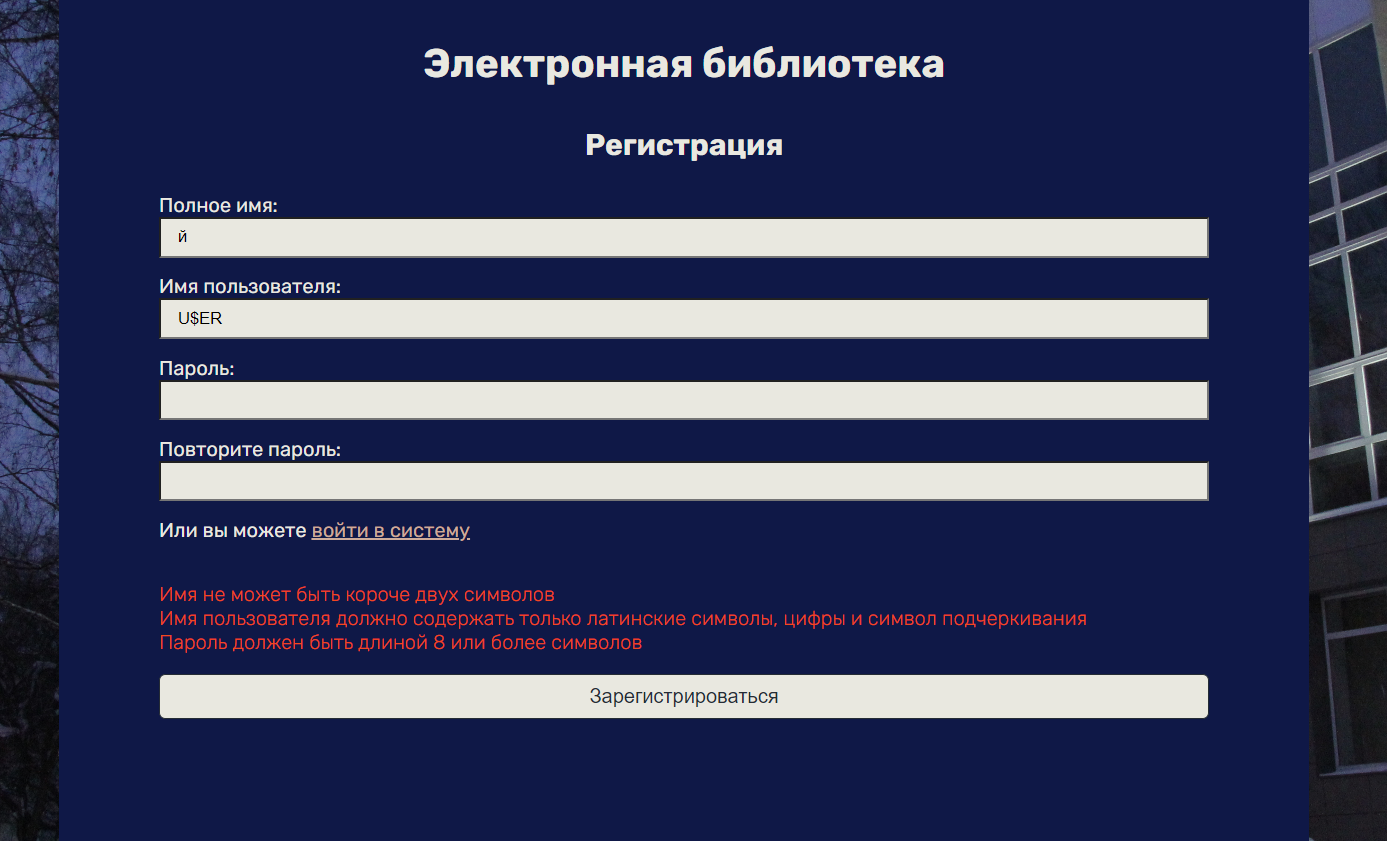 Электронная библиотека
Регистрация
Полное имя:
й
Имя пользователя:
U$ER
Пароль:
Повторите пароль:
Или вы можете войти в систему
Имя не может быть короче двух символов
Имя пользователя должно содержать только латинские символы, цифры и символ подчеркивания
Пароль должен быть длиной 8 или более символов
Зарегистрироваться